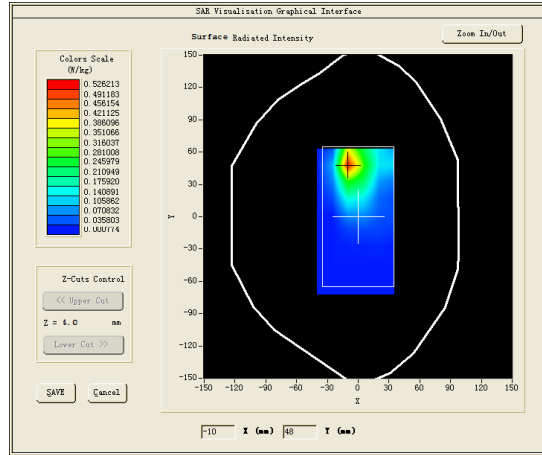 SAR Visualisation Graphical Interface
Surface Radiated Intensity
Zoom In/Out
Colors Scale
(W/kg)
0.526213
0.491183
0.456154
0.421125
0.386096
0.351066
0.316037
0.281008
0.245979
0.210949
0.175920
0.140891
0.105862
0.070832
0.035803
0.000774
150
120
90
60
30
0
-30
-60
-90
-120
-150
Y
-150 -120 -90 -60 -30 0 30 60 90 120 150
X
Z-Cuts Control
<< Upper Cut
Z = 4.0 mm
Lower Cut >>
SAVE Cancel
-10 X (mm) 48 Y (mm)